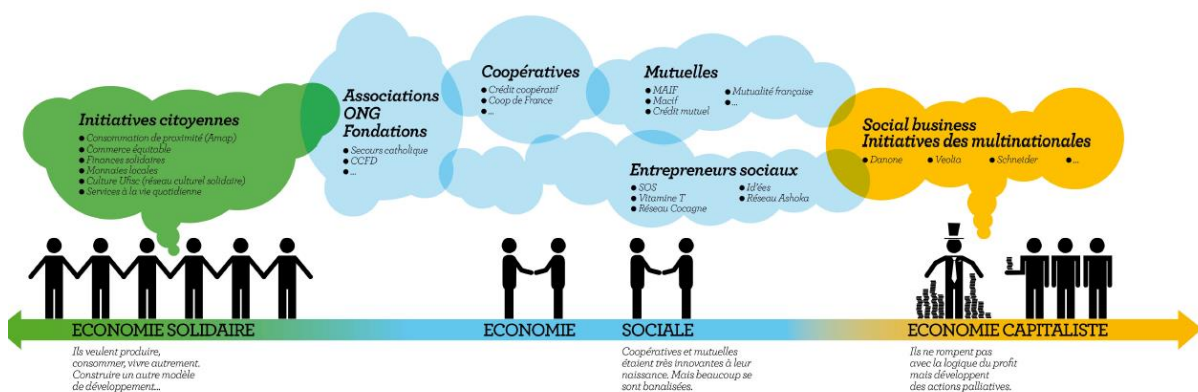 Initiatives citoyennes
● Consommation de proximité (Amap)
● Commerce équitable
● Finances solidaires
● Monnaies locales
● Culture Ufisc (réseau culturel solidaire)
● Services à la vie quotidienne
Associations
ONG
Fondations
● Secours catholique
● CCFD
● ...
Coopératives
● Crédit coopératif
● Coop de France
● ...
Mutuelles
● MAIF
● Macif
● Crédit mutuel
● Mutualité française
● ...
Entrepreneurs sociaux
● SOS
● Vitamine T
● Réseau Cocagne
● Id'ées
● Réseau Ashoka
Social business
Initiatives des multinationales
● Danone ● Veolia ● Schneider ● ...
ECONOMIE SOLIDAIRE
Ils veulent produire,
consommer, vivre autrement.
Construire un autre modèle
de développement...
ECONOMIE SOCIALE
Coopératives et mutuelles
étaient très innovantes à leur
naissance. Mais beaucoup se
sont banalisées.
ECONOMIE CAPITALISTE
Ils ne rompent pas
avec la logique du profit
mais développent
des actions palliatives.